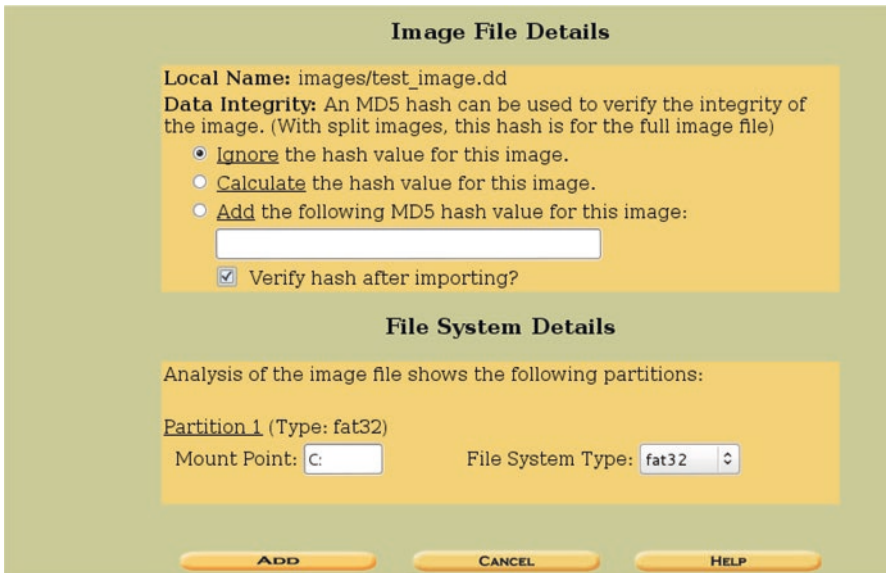 Image File Details
Local Name: images/test_image.dd
Data Integrity: An MD5 hash can be used to verify the integrity of
the image. (With split images, this hash is for the full image file)
Ignore the hash value for this image.
Calculate the hash value for this image.
Add the following MD5 hash value for this image:
Verify hash after importing?
File System Details
Analysis of the image file shows the following partitions:
Partition 1 (Type: fat32)
Mount Point: C: File System Type: fat32
ADD CANCEL HELP